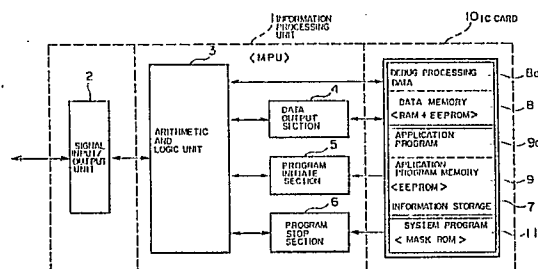 1 INFORMATION
PROCESSING
UNIT
10 IC CARD
<MPU>
2
SIGNAL
INPUT/
OUTPUT UNIT
3
ARITHMETIC AND
LOGIC UNIT
4
DATA
OUTPUT
SECTION
5
PROGRAM
INITIATE
SECTION
6
PROGRAM
STOP
SECTION
DEBUG PROCESSING
DATA
8a
DATA MEMORY
<RAM + EEPROM>
8
APPLICATION
PROGRAM
9a
APLICATION
PROGRAM MEMORY
<EEPROM>
9
INFORMATION STORAGE
7
SYSTEM PROGRAM
< MASK ROM >
11